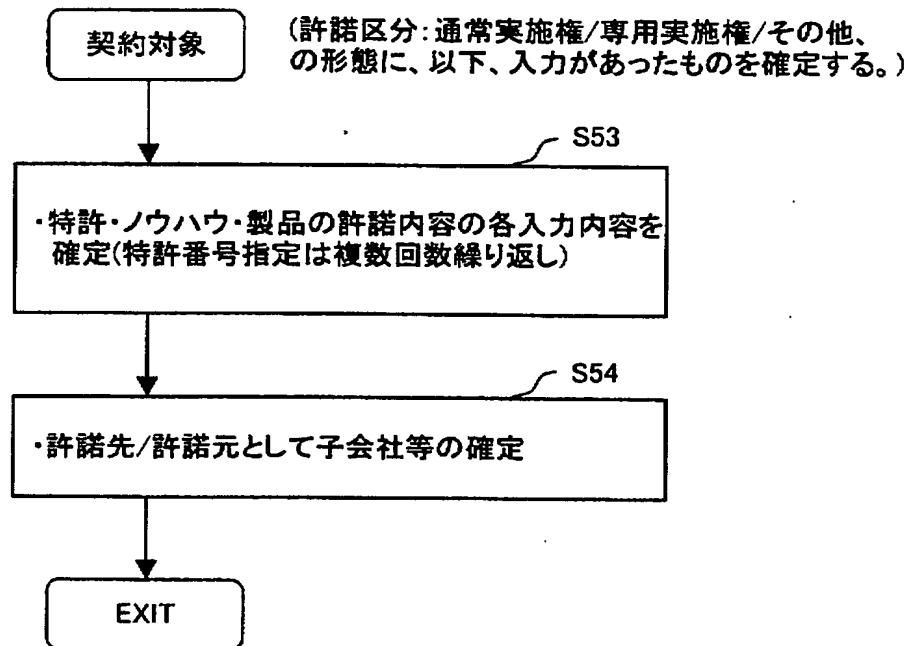 契約対象
(許諾区分:通常実施権/専用実施権/その他、
の形態に、以下、入力があったものを確定する。)
S53
・特許・ノウハウ・製品の許諾内容の各入力内容を
確定(特許番号指定は複数回数繰り返し)
S54
・許諾先/許諾元として子会社等の確定
EXIT